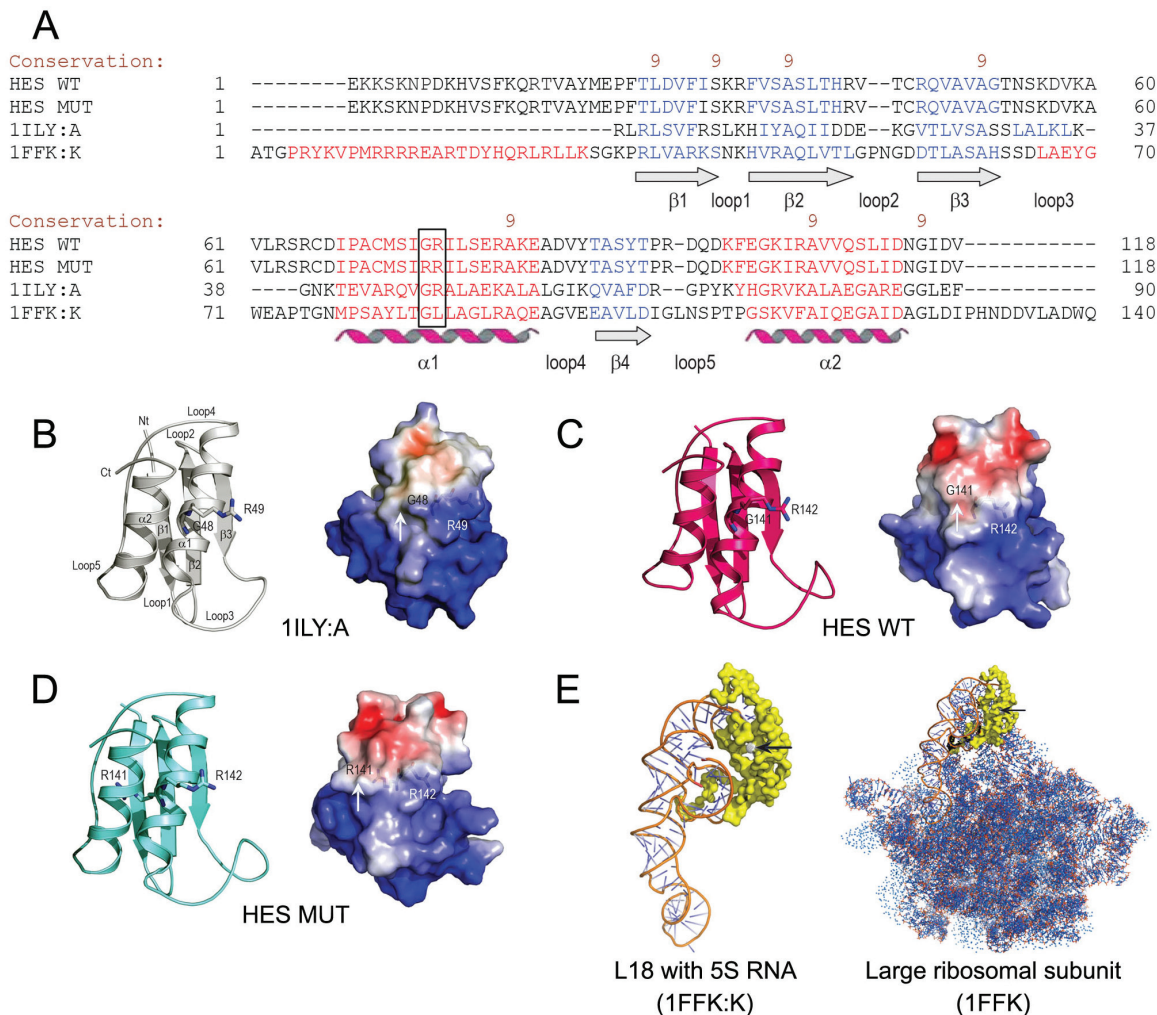 A
Conservation: 9 9 9 9
HES WT 1 ---------EKKSKNPDKHVSFKQRTVAYMEPFTLDVFISKRFVSASLTHRV--TCRQVAVAGTNSKDVKA 60
HES MUT 1 ---------EKKSKNPDKHVSFKQRTVAYMEPFTLDVFISKRFVSASLTHRV--TCRQVAVAGTNSKDVKA 60
1ILY:A 1 --------------------------------RLRLSVFRSLKHIYAQIIDDE--KGVTLVSASSLALKLK- 37
1FFK:K 1 ATGPRYKVPMRRRREARTDYHQRLRLLKSGKPRLVARKSNKHVRAQLVTLGPNGDDTLASAHSSDLAEYG 70
β1 loop1 β2 loop2 β3 loop3
Conservation: 9 9 9
HES WT 61 VLRSRCDIPACMSIGRILSERAKEADVYTASYTPR-DQDKFEGKIRAVVQSLIDNGIDV------------ 118
HES MUT 61 VLRSRCDIPACMSIRRILSERAKEADVYTASYTPR-DQDKFEGKIRAVVQSLIDNGIDV------------ 118
1ILY:A 38 ----GNKTEVARQVGRALAEKALALGIKQVAFDR-GPYKYHGRVKALAEGAREGGLEF------------ 90
1FFK:K 71 WEAPTGNMPSAYLTGLLAGLRAQEAGVEEAVLDIGLNSPTPGSKVFAIQEGAIDAGLDIPHNDDVLADWQ 140
α1 loop4 β4 loop5 α2
B
Loop4
Nt
Loop2
Ct
R49
α2
β1
G48
β3
α1
β2
Loop5
Loop1
Loop3
G48
R49
1ILY:A
C
G141
R142
G141
R142
HES WT
D
R141
R142
R141
R142
HES MUT
E
L18 with 5S RNA
(1FFK:K)
Large ribosomal subunit
(1FFK)